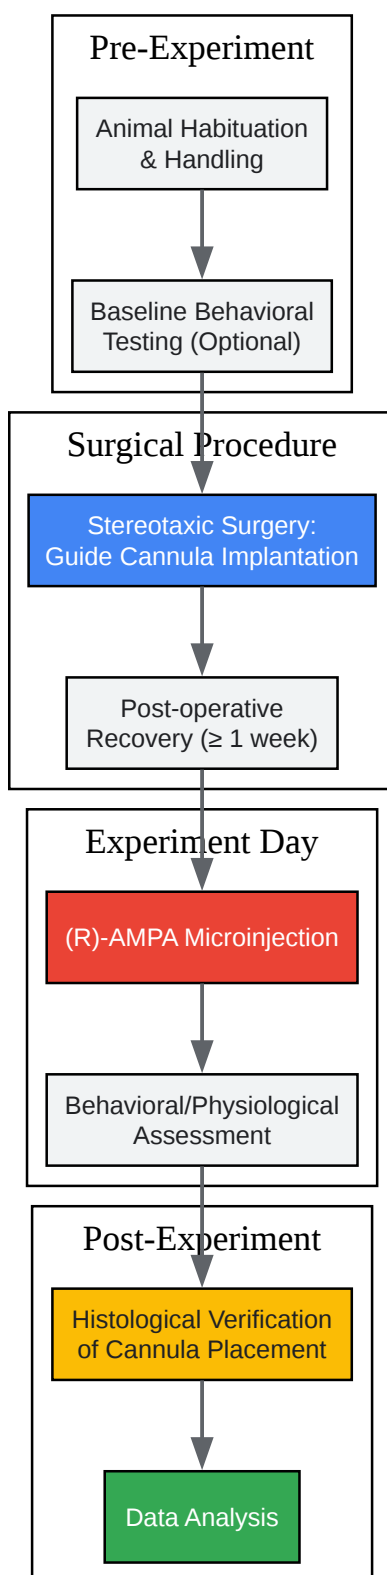 Pre-Experiment
Animal Habituation
& Handling
Baseline Behavioral
Testing (Optional)
Surgical Procedure
Stereotaxic Surgery:
Guide Cannula Implantation
Post-operative
Recovery (≥ 1 week)
Experiment Day
(R)-AMPA Microinjection
Behavioral/Physiological
Assessment
Post-Experiment
Histological Verification
of Cannula Placement
Data Analysis